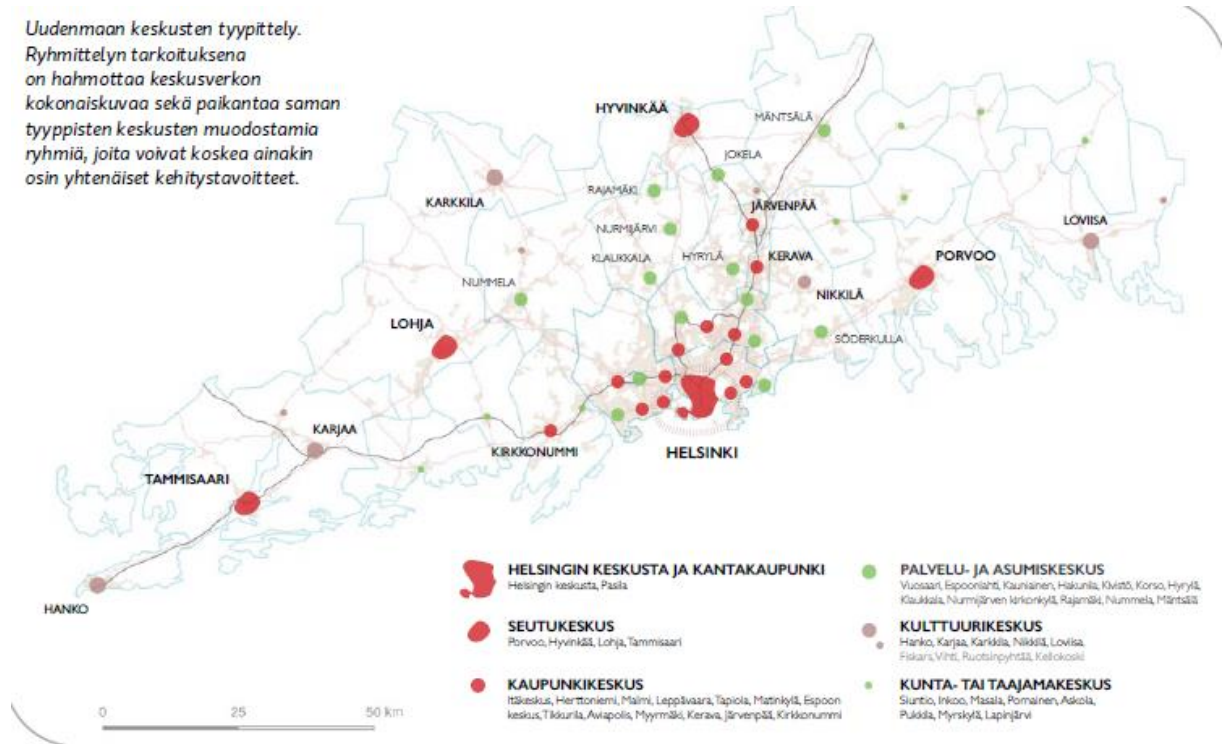 Uudenmaan keskusten tyypittely.
Ryhmittelyn tarkoituksena
on hahmottaa keskusverkon
kokonaiskuvaa sekä paikantaa saman
tyyppisten keskusten muodostamia
ryhmiä, joita voivat koskea ainakin
osin yhtenäiset kehitystavoitteet.
HYVINKÄÄ
MÄNTSÄLÄ
JOKELA
KARKKILA
RAJAMÄKI
JÄRVENPÄÄ
LOVIISA
NURMIJÄRVI
KLAUKKALA
HYRYLÄ
KERAVA
PORVOO
NUMMELA
NIKKILÄ
LOHJA
SÖDERKULLA
KARJAA
KIRKKONUMMI
HELSINKI
TAMMISAARI
HANKO
HELSINGIN KESKUSTA JA KANTAKAUPUNKI
Helsingin keskusta, Pasila
SEUTUKESKUS
Porvoo, Hyvinkää, Lohja, Tammisaari
KAUPUNKIKESKUS
Itäkeskus, Herttoniemi, Malmi, Leppävaara, Tapiola, Matinkylä, Espoon
keskus, Tikkurila, Aviapolis, Myyrmäki, Kerava, Järvenpää, Kirkkonummi
PALVELU- JA ASUMISKESKUS
Vuosaari, Espoonlahti, Kauniainen, Hakunila, Kivistö, Korso, Hyrylä,
Klaukkala, Nurmijärven kirkonkylä, Rajamäki, Nummela, Mäntsälä
KULTTUURIKESKUS
Hanko, Karjaa, Karkkila, Nikkilä, Loviisa,
Fiskars, Vihti, Ruotsinpyhtää, Kellokoski
KUNTA- TAI TAAJAMAKESKUS
Siuntio, Inkoo, Masala, Pornainen, Askola,
Pukkila, Myrskylä, Lapinjärvi
0 25 50 km